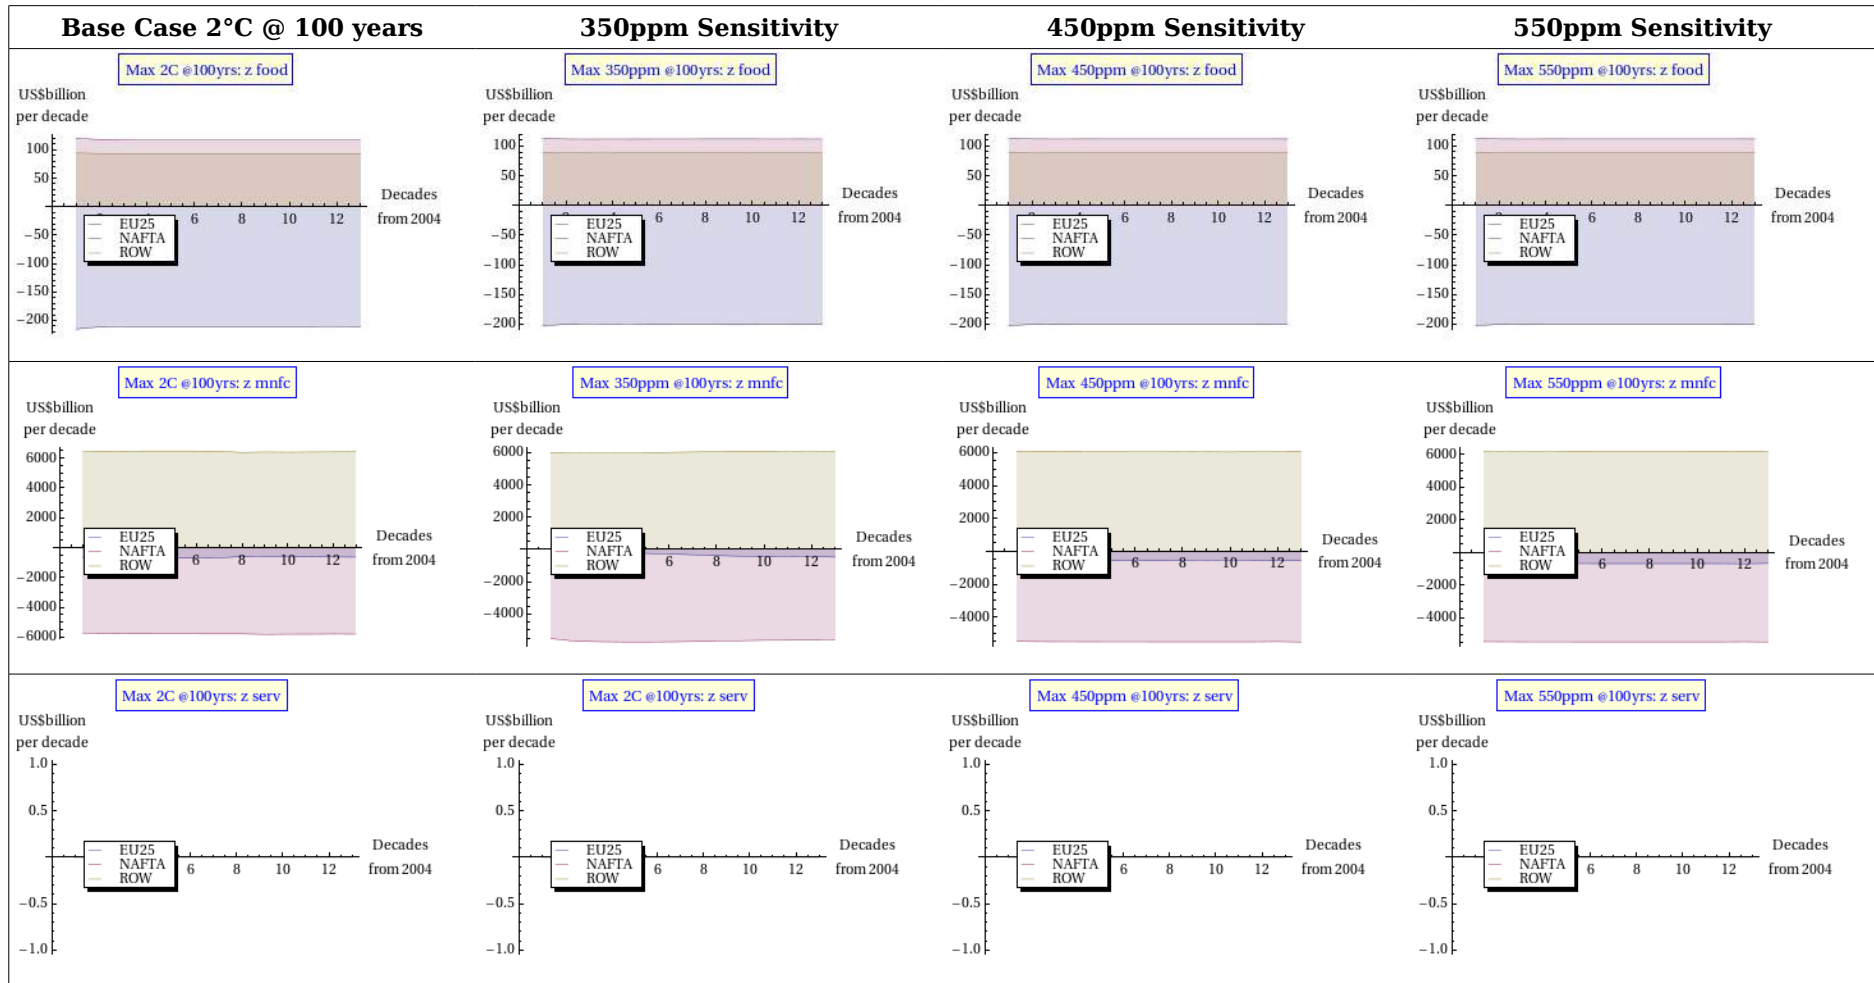 Base Case 2°C @ 100 years
350ppm Sensitivity
450ppm Sensitivity
550ppm Sensitivity
Max 2C @100yrs: z food
US$billion
per decade
100
50
−50
−100
−150
−200
6 8 10 12
Decades
from 2004
EU25
NAFTA
ROW
Max 350ppm @100yrs: z food
US$billion
per decade
100
50
−50
−100
−150
−200
6 8 10 12
Decades
from 2004
EU25
NAFTA
ROW
Max 450ppm @100yrs: z food
US$billion
per decade
100
50
−50
−100
−150
−200
6 8 10 12
Decades
from 2004
EU25
NAFTA
ROW
Max 550ppm @100yrs: z food
US$billion
per decade
100
50
−50
−100
−150
−200
6 8 10 12
Decades
from 2004
EU25
NAFTA
ROW
Max 2C @100yrs: z mnfc
US$billion
per decade
6000
4000
2000
−2000
−4000
−6000
6 8 10 12
Decades
from 2004
EU25
NAFTA
ROW
Max 350ppm @100yrs: z mnfc
US$billion
per decade
6000
4000
2000
−2000
−4000
6 8 10 12
Decades
from 2004
EU25
NAFTA
ROW
Max 450ppm @100yrs: z mnfc
US$billion
per decade
6000
4000
2000
−2000
−4000
6 8 10 12
Decades
from 2004
EU25
NAFTA
ROW
Max 550ppm @100yrs: z mnfc
US$billion
per decade
6000
4000
2000
−2000
−4000
6 8 10 12
Decades
from 2004
EU25
NAFTA
ROW
Max 2C @100yrs: z serv
US$billion
per decade
1.0
0.5
−0.5
−1.0
6 8 10 12
Decades
from 2004
EU25
NAFTA
ROW
Max 2C @100yrs: z serv
US$billion
per decade
1.0
0.5
−0.5
−1.0
6 8 10 12
Decades
from 2004
EU25
NAFTA
ROW
Max 450ppm @100yrs: z serv
US$billion
per decade
1.0
0.5
−0.5
−1.0
6 8 10 12
Decades
from 2004
EU25
NAFTA
ROW
Max 550ppm @100yrs: z serv
US$billion
per decade
1.0
0.5
−0.5
−1.0
6 8 10 12
Decades
from 2004
EU25
NAFTA
ROW